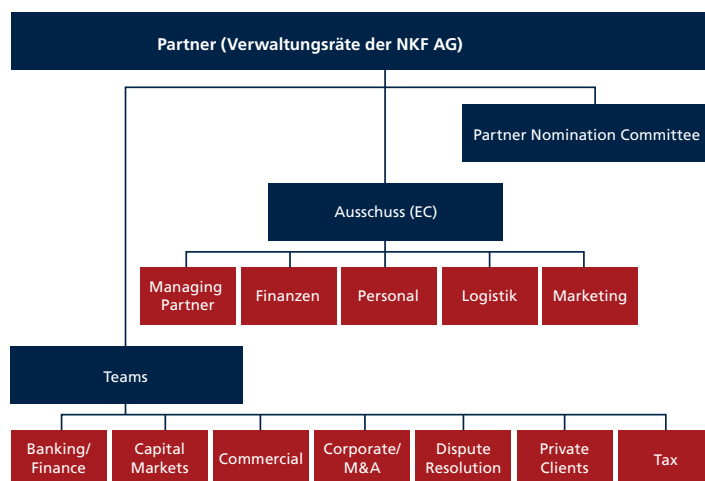 Partner (Verwaltungsräte der NKF AG)
Partner Nomination Committee
Ausschuss (EC)
Managing
Partner
Finanzen
Personal
Logistik
Marketing
Teams
Banking/
Finance
Capital
Markets
Commercial
Corporate/
M&A
Dispute
Resolution
Private
Clients
Tax